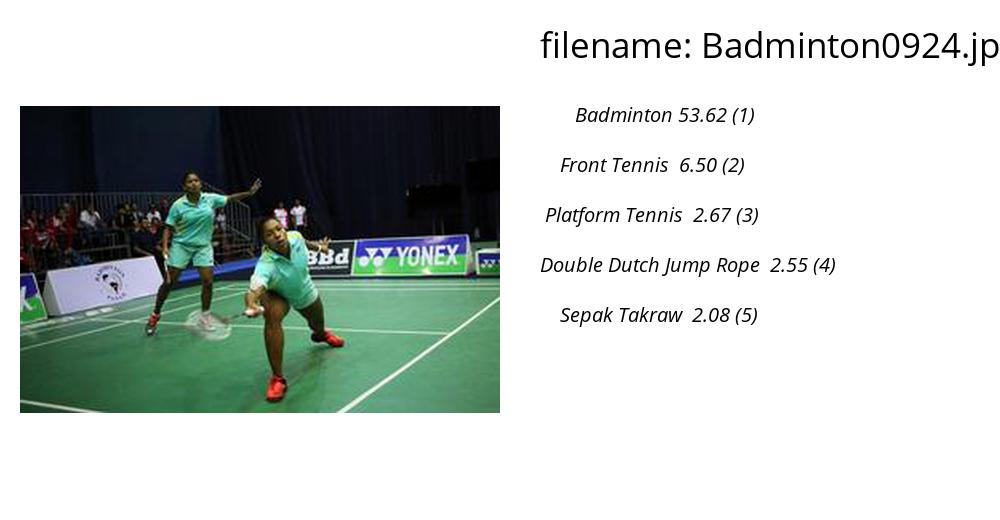 filename: Badminton0924.jp
Badminton 53.62 (1)
Front Tennis 6.50 (2)
Platform Tennis 2.67 (3)
Double Dutch Jump Rope 2.55 (4)
Sepak Takraw 2.08 (5)
BBd
YONEX